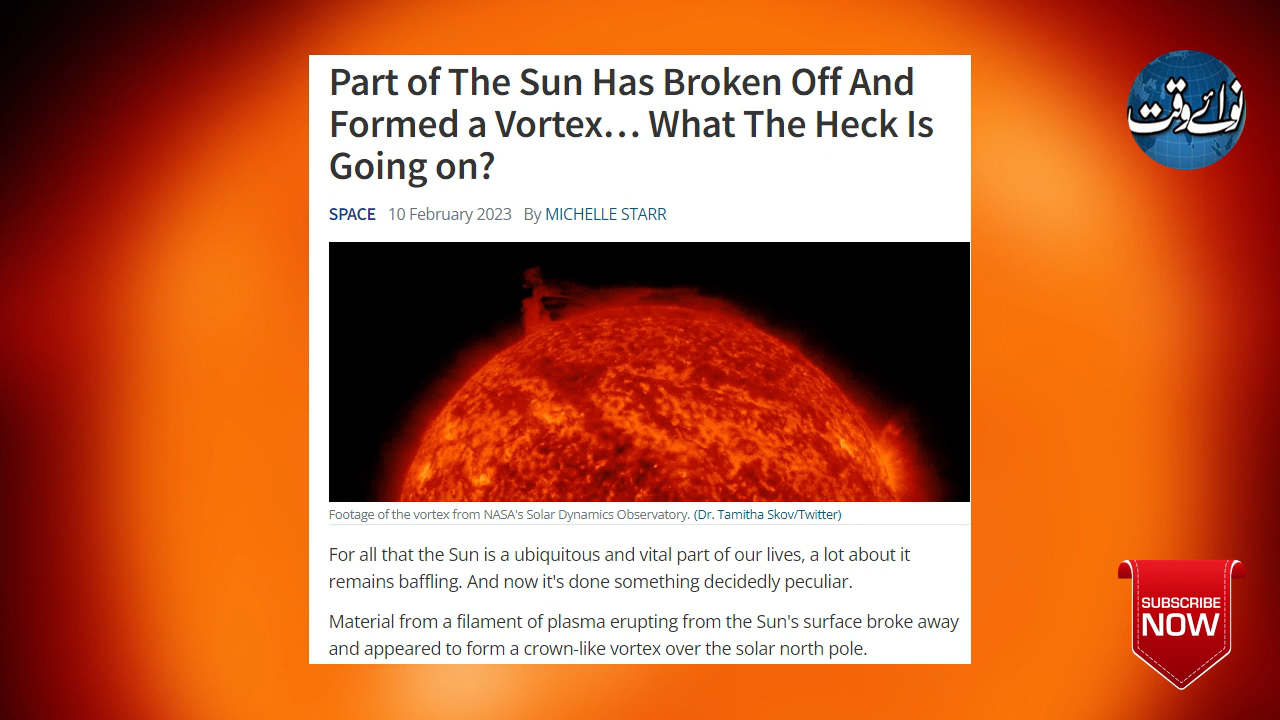 Part of The Sun Has Broken Off And
Formed a Vortex... What The Heck Is
Going on?
SPACE 10 February 2023 By MICHELLE STARR
Footage of the vortex from NASA's Solar Dynamics Observatory. (Dr. Tamitha Skov/Twitter)
For all that the Sun is a ubiquitous and vital part of our lives, a lot about it
remains baffling. And now it's done something decidedly peculiar.
Material from a filament of plasma erupting from the Sun's surface broke away
and appeared to form a crown-like vortex over the solar north pole.
نوائے وقت
SUBSCRIBE
NOW